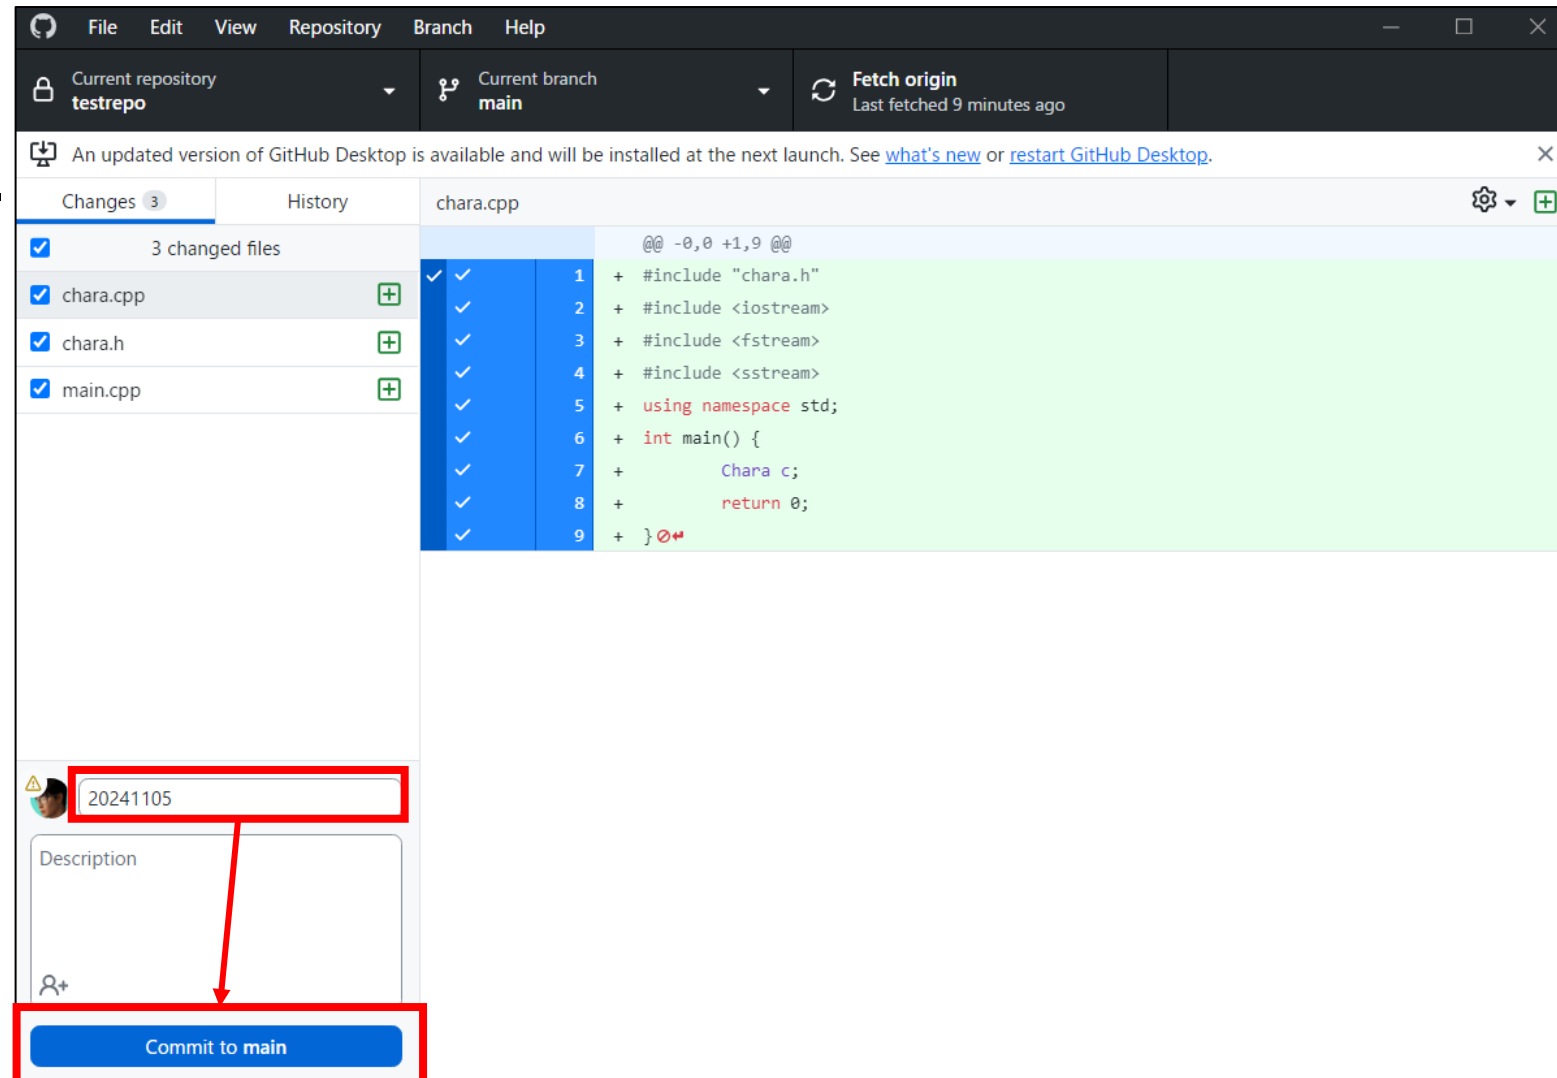 File Edit View Repository Branch Help
Current repository
testrepo
Current branch
main
Fetch origin
Last fetched 9 minutes ago
An updated version of GitHub Desktop is available and will be installed at the next launch. See what's new or restart GitHub Desktop.
Changes 3 History
3 changed files
chara.cpp
chara.h
main.cpp
20241105
Description
Commit to main
chara.cpp
@@ -0,0 +1,9 @@
1 + #include "chara.h"
2 + #include <iostream>
3 + #include <fstream>
4 + #include <sstream>
5 + using namespace std;
6 + int main() {
7 + Chara c;
8 + return 0;
9 + }